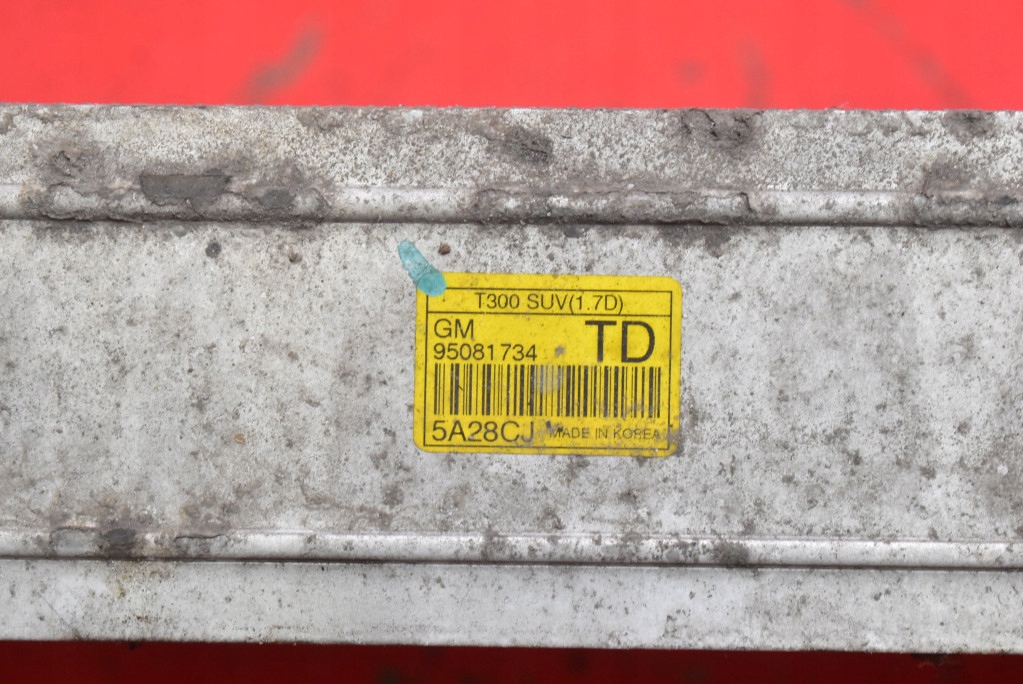 T300 SUV(1.7D)
GM
95081734 TD
5A28CJ MADE IN KOREA